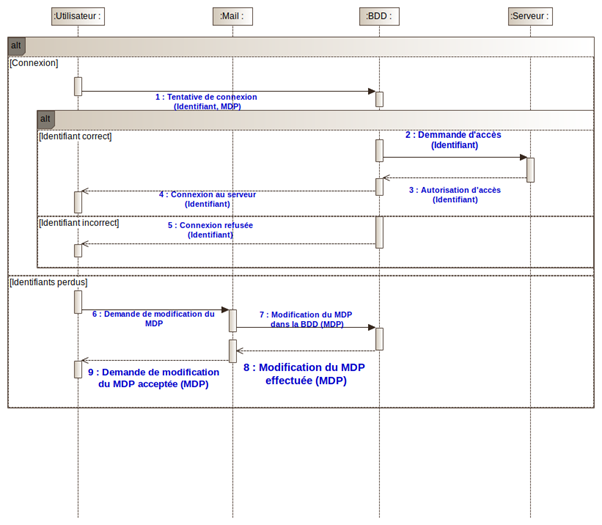 :Utilisateur :
:Mail :
:BDD :
:Serveur :
alt
[Connexion]
1 : Tentative de connexion
(Identifiant, MDP)
alt
[Identifiant correct]
2 : Demmande d'accès
(Identifiant)
3 : Autorisation d'accès
(Identifiant)
4 : Connexion au serveur
(Identifiant)
[Identifiant incorrect]
5 : Connexion refusée
(Identifiant)
[Identifiants perdus]
6 : Demande de modification du
MDP
7 : Modification du MDP
dans la BDD (MDP)
8 : Modification du MDP
effectuée (MDP)
9 : Demande de modification
du MDP acceptée (MDP)